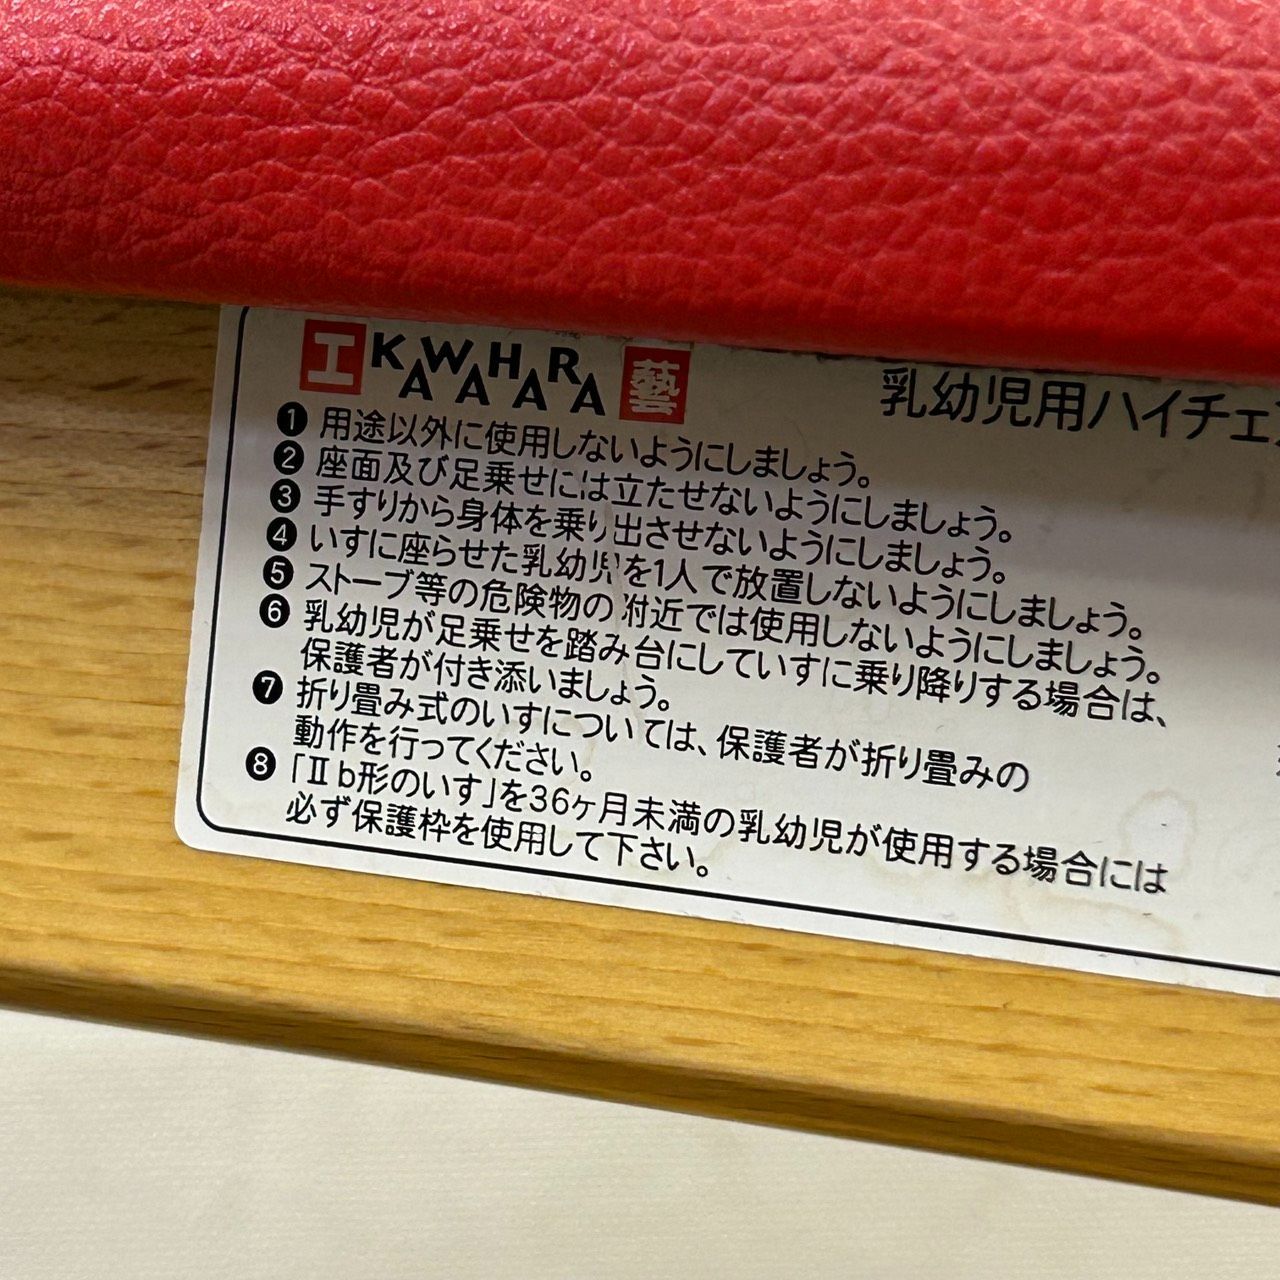 工 KAWAHARA 藝
乳幼児用ハイチェ
❶ 用途以外に使用しないようにしましょう。
❷ 座面及び足乗せには立たせないようにしましょう。
❸ 手すりから身体を乗り出させないようにしましょう。
❹ いすに座らせた乳幼児を1人で放置しないようにしましょう。
❺ ストーブ等の危険物の附近では使用しないようにしましょう。
❻ 乳幼児が足乗せを踏み台にしていすに乗り降りする場合は、
保護者が付き添いましょう。
❼ 折り畳み式のいすについては、保護者が折り畳みの
動作を行ってください。
❽ 「Ⅱb形のいす」を36ヶ月未満の乳幼児が使用する場合には
必ず保護枠を使用して下さい。